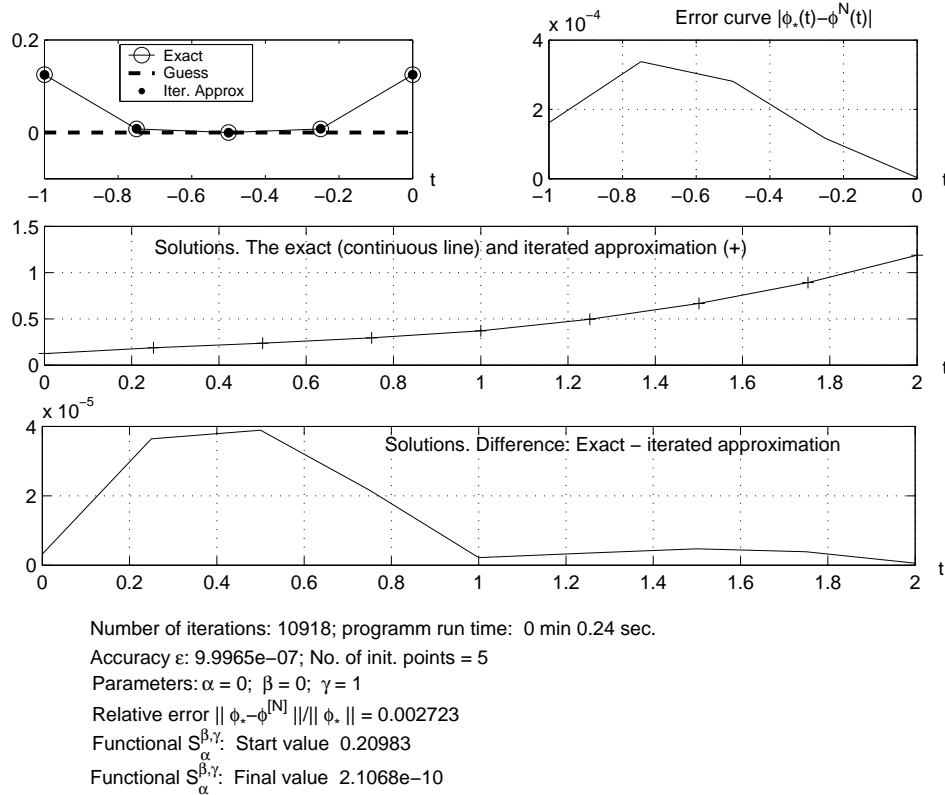 0.2
0
−1 −0.8 −0.6 −0.4 −0.2 0
t
Exact
Guess
Iter. Approx
x 10−4
Error curve |ϕ*(t)−ϕN(t)|
4
2
0
−1 −0.8 −0.6 −0.4 −0.2 0
t
1.5
1
0.5
0
Solutions. The exact (continuous line) and iterated approximation (+)
0 0.2 0.4 0.6 0.8 1 1.2 1.4 1.6 1.8 2
t
x 10−5
4
2
0
Solutions. Difference: Exact − iterated approximation
0 0.2 0.4 0.6 0.8 1 1.2 1.4 1.6 1.8 2
t
Number of iterations: 10918; programm run time: 0 min 0.24 sec.
Accuracy ε: 9.9965e−07; No. of init. points = 5
Parameters: α = 0; β = 0; γ = 1
Relative error || ϕ*−ϕ[N] ||/|| ϕ* || = 0.002723
Functional Sαβ,γ: Start value 0.20983
Functional Sαβ,γ: Final value 2.1068e−10